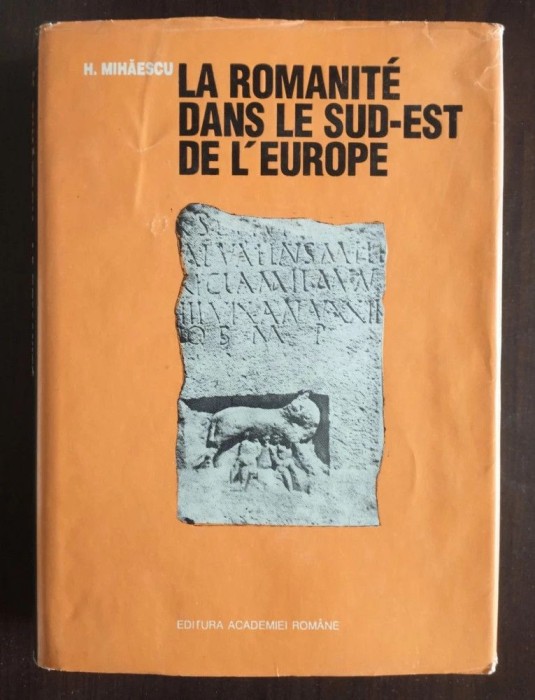 H. MIHĂESCU
LA ROMANITÉ
DANS LE SUD-EST
DE L'EUROPE
EDITURA ACADEMIEI ROMÂNE